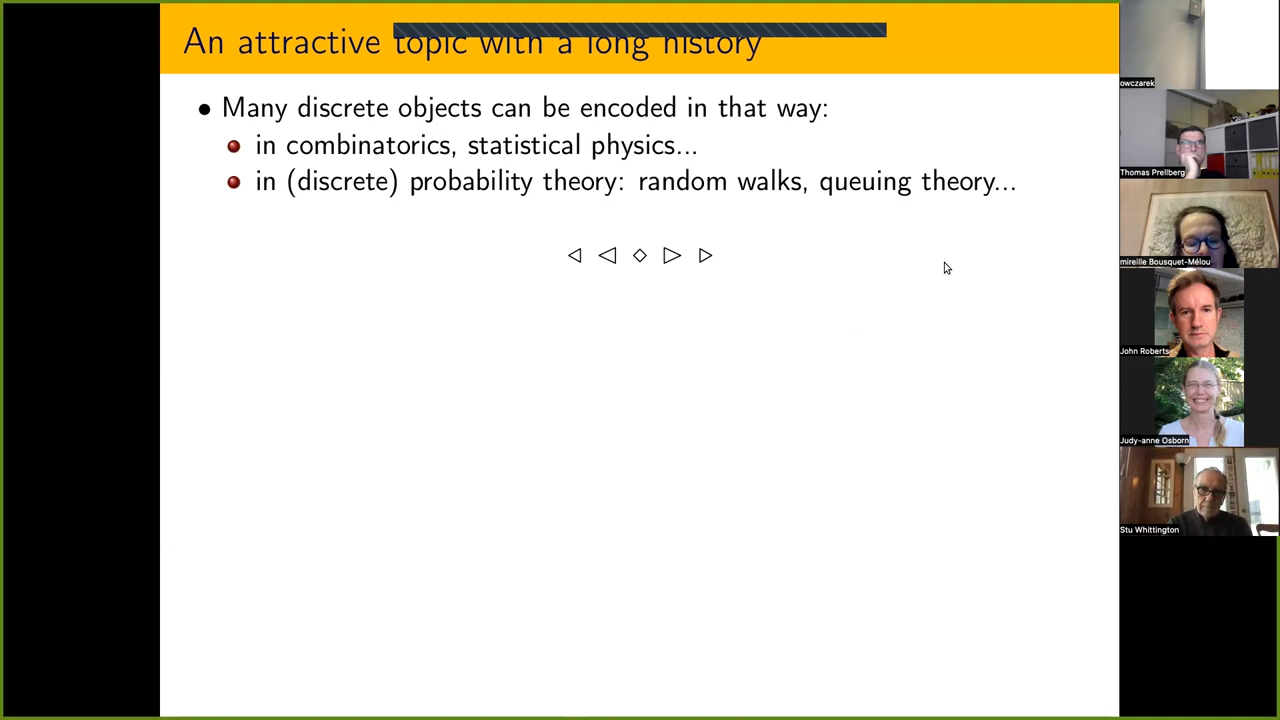 An attractive topic with a long history
• Many discrete objects can be encoded in that way:
in combinatorics, statistical physics...
in (discrete) probability theory: random walks, queuing theory...
owczarek
Thomas Prellberg
mireille Bousquet-Mélou
John Roberts
Judy-anne Osborn
Stu Whittington